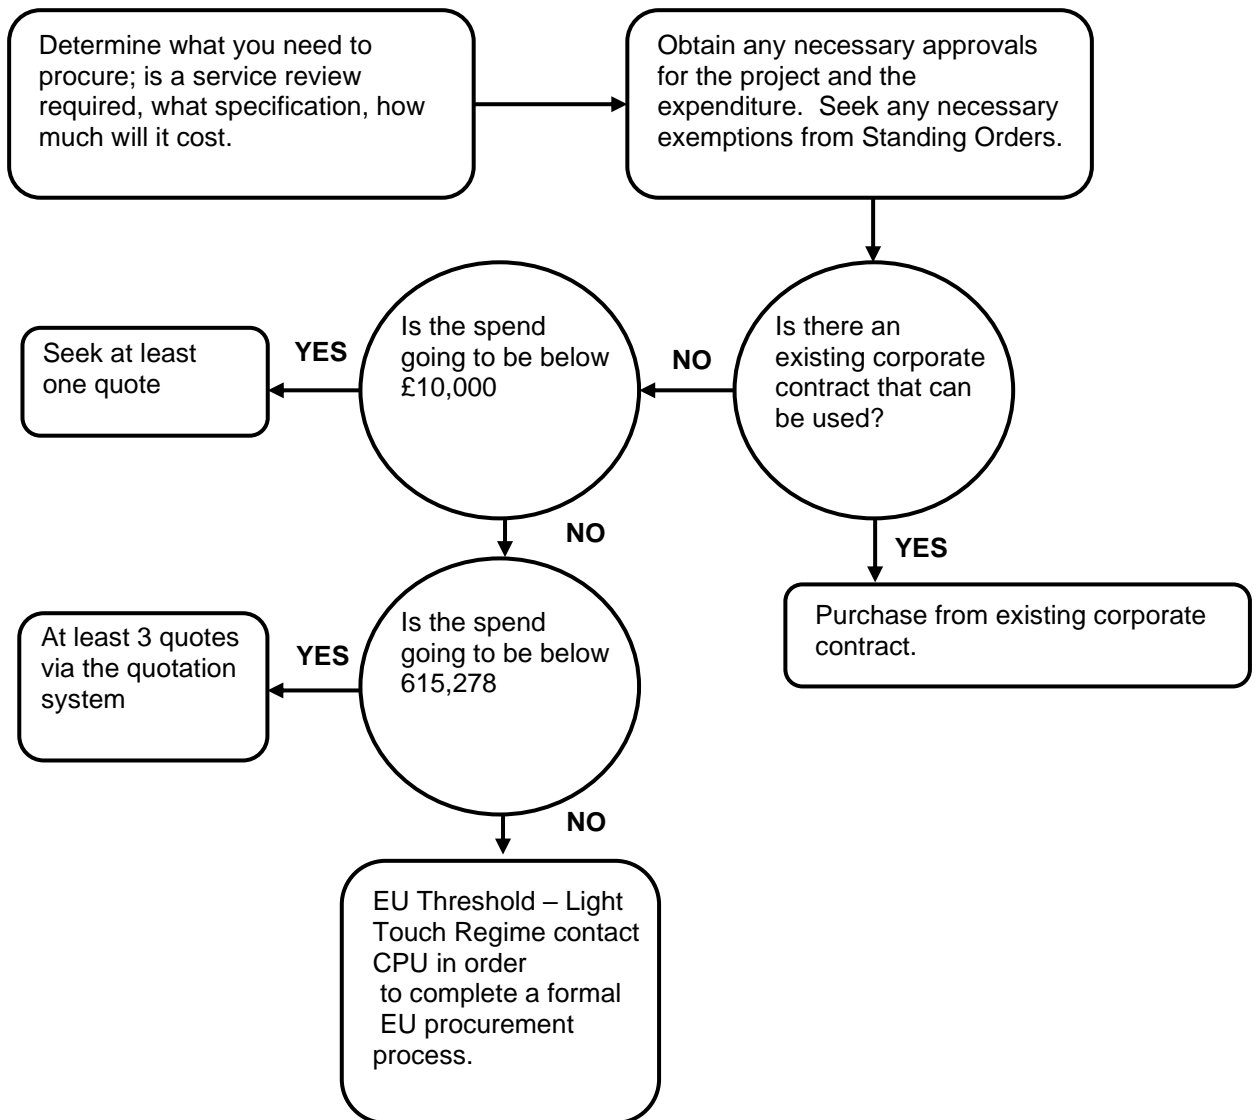 Determine what you need to
procure; is a service review
required, what specification, how
much will it cost.
Obtain any necessary approvals
for the project and the
expenditure. Seek any necessary
exemptions from Standing Orders.
Is there an
existing corporate
contract that can
be used?
NO
YES
Purchase from existing corporate
contract.
Is the spend
going to be below
£10,000
YES
Seek at least
one quote
NO
Is the spend
going to be below
615,278
YES
At least 3 quotes
via the quotation
system
NO
EU Threshold – Light
Touch Regime contact
CPU in order
to complete a formal
EU procurement
process.